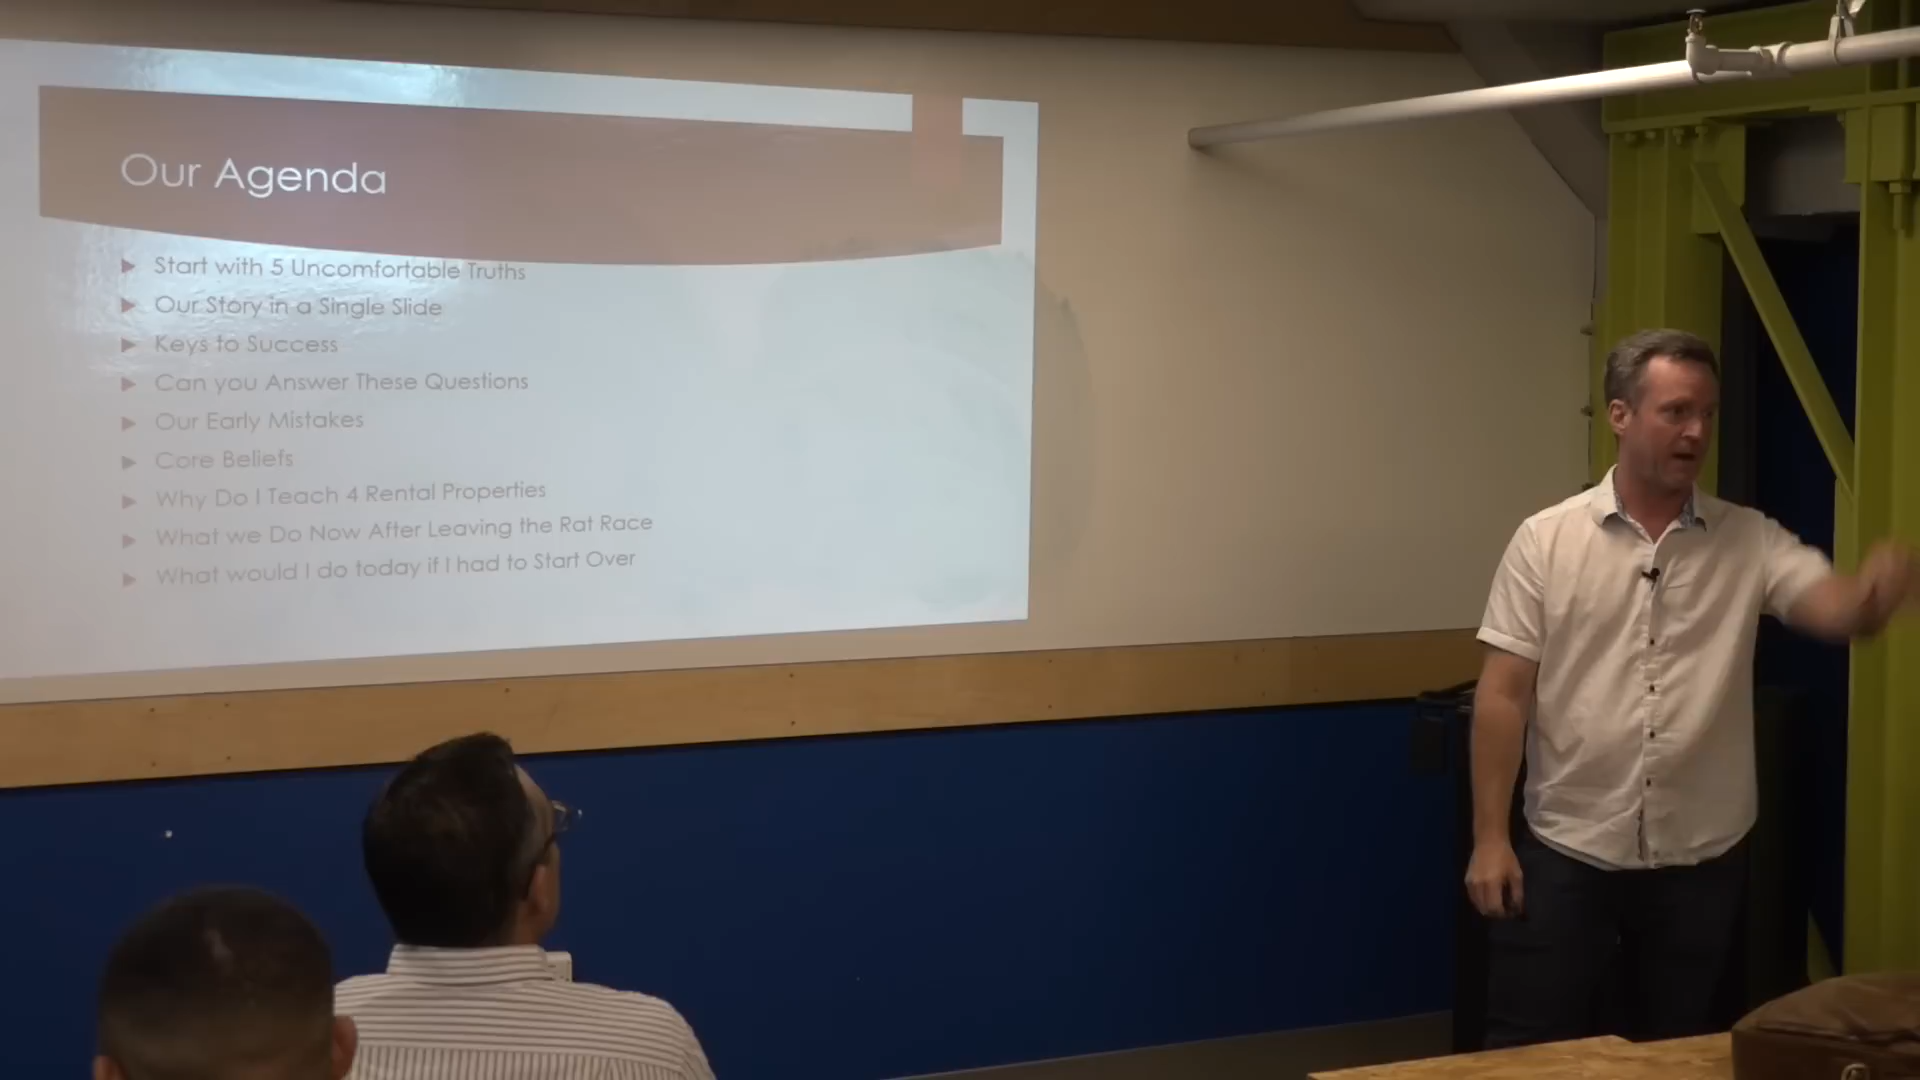 Our Agenda
Start with 5 Uncomfortable Truths
Our Story in a Single Slide
Keys to Success
Can you Answer These Questions
Our Early Mistakes
Core Beliefs
Why Do I Teach 4 Rental Properties
What we Do Now After Leaving the Rat Race
What would I do today if I had to Start Over